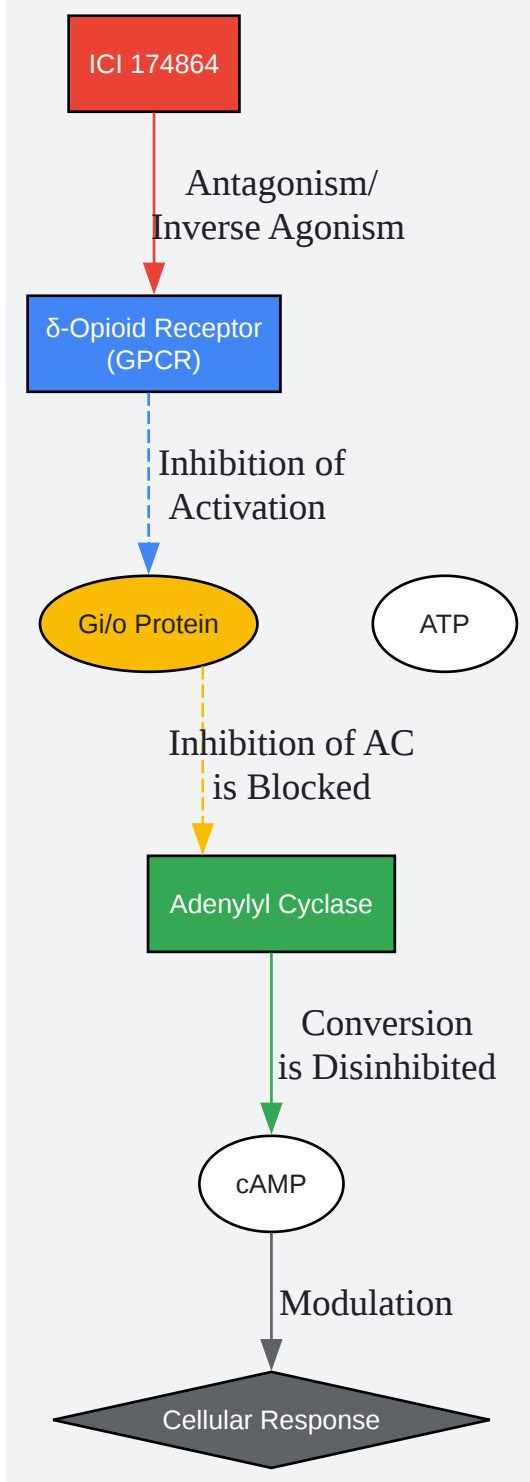 ICI 174864
Antagonism/
Inverse Agonism
δ-Opioid Receptor
(GPCR)
Inhibition of
Activation
Gi/o Protein
ATP
Inhibition of AC
is Blocked
Adenylyl Cyclase
Conversion
is Disinhibited
cAMP
Modulation
Cellular Response